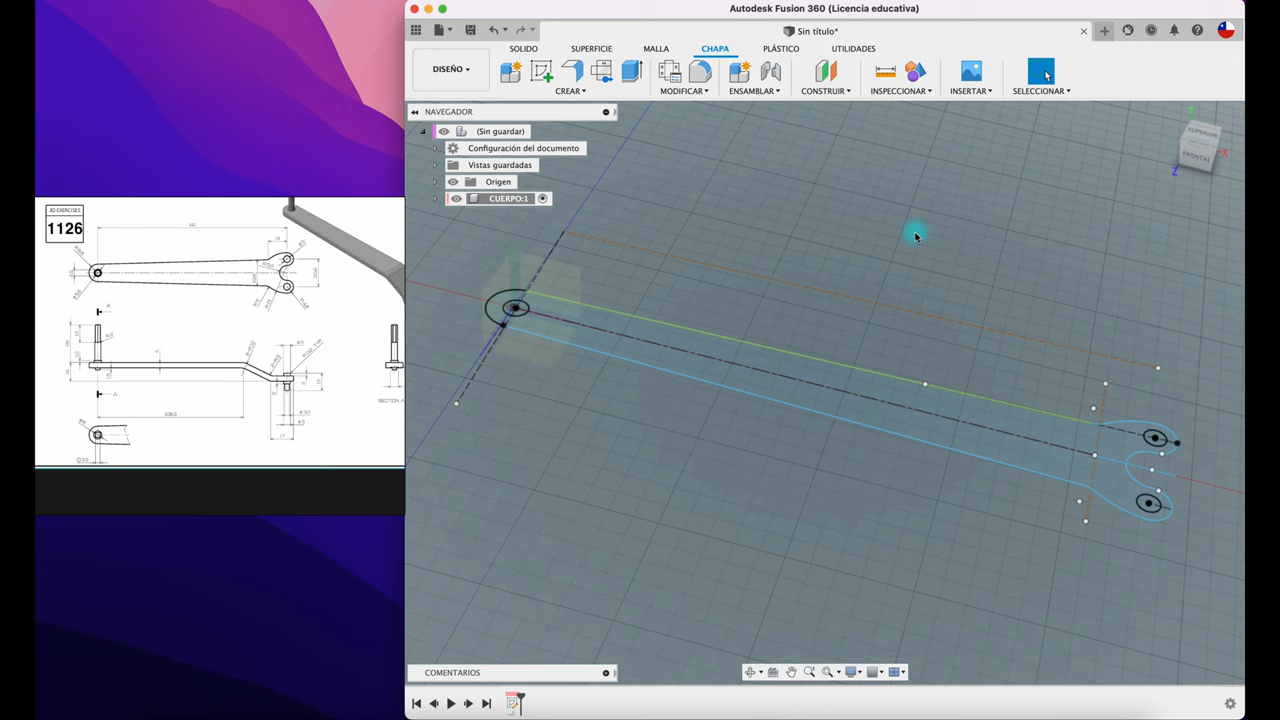 Autodesk Fusion 360 (Licencia educativa)
Sin título*
DISEÑO
SOLIDO
SUPERFICIE
MALLA
CHAPA
PLÁSTICO
UTILIDADES
CREAR
MODIFICAR
ENSAMBLAR
CONSTRUIR
INSPECCIONAR
INSERTAR
SELECCIONAR
NAVEGADOR
(Sin guardar)
Configuración del documento
Vistas guardadas
Origen
CUERPO:1
SUPERIOR
FRONTAL
Y
X
Z
3D EXERCISES
1126
A
A
SECTION A
COMENTARIOS